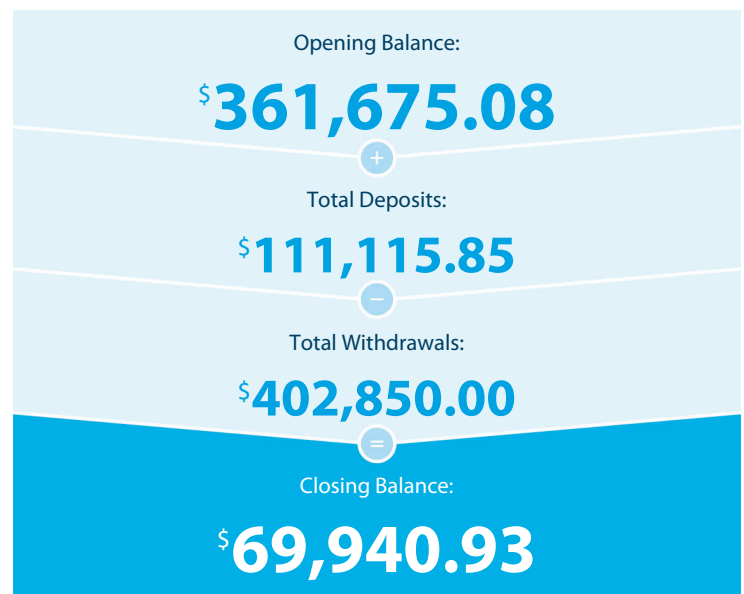 Opening Balance:
$361,675.08
+
Total Deposits:
$111,115.85
−
Total Withdrawals:
$402,850.00
=
Closing Balance:
$69,940.93